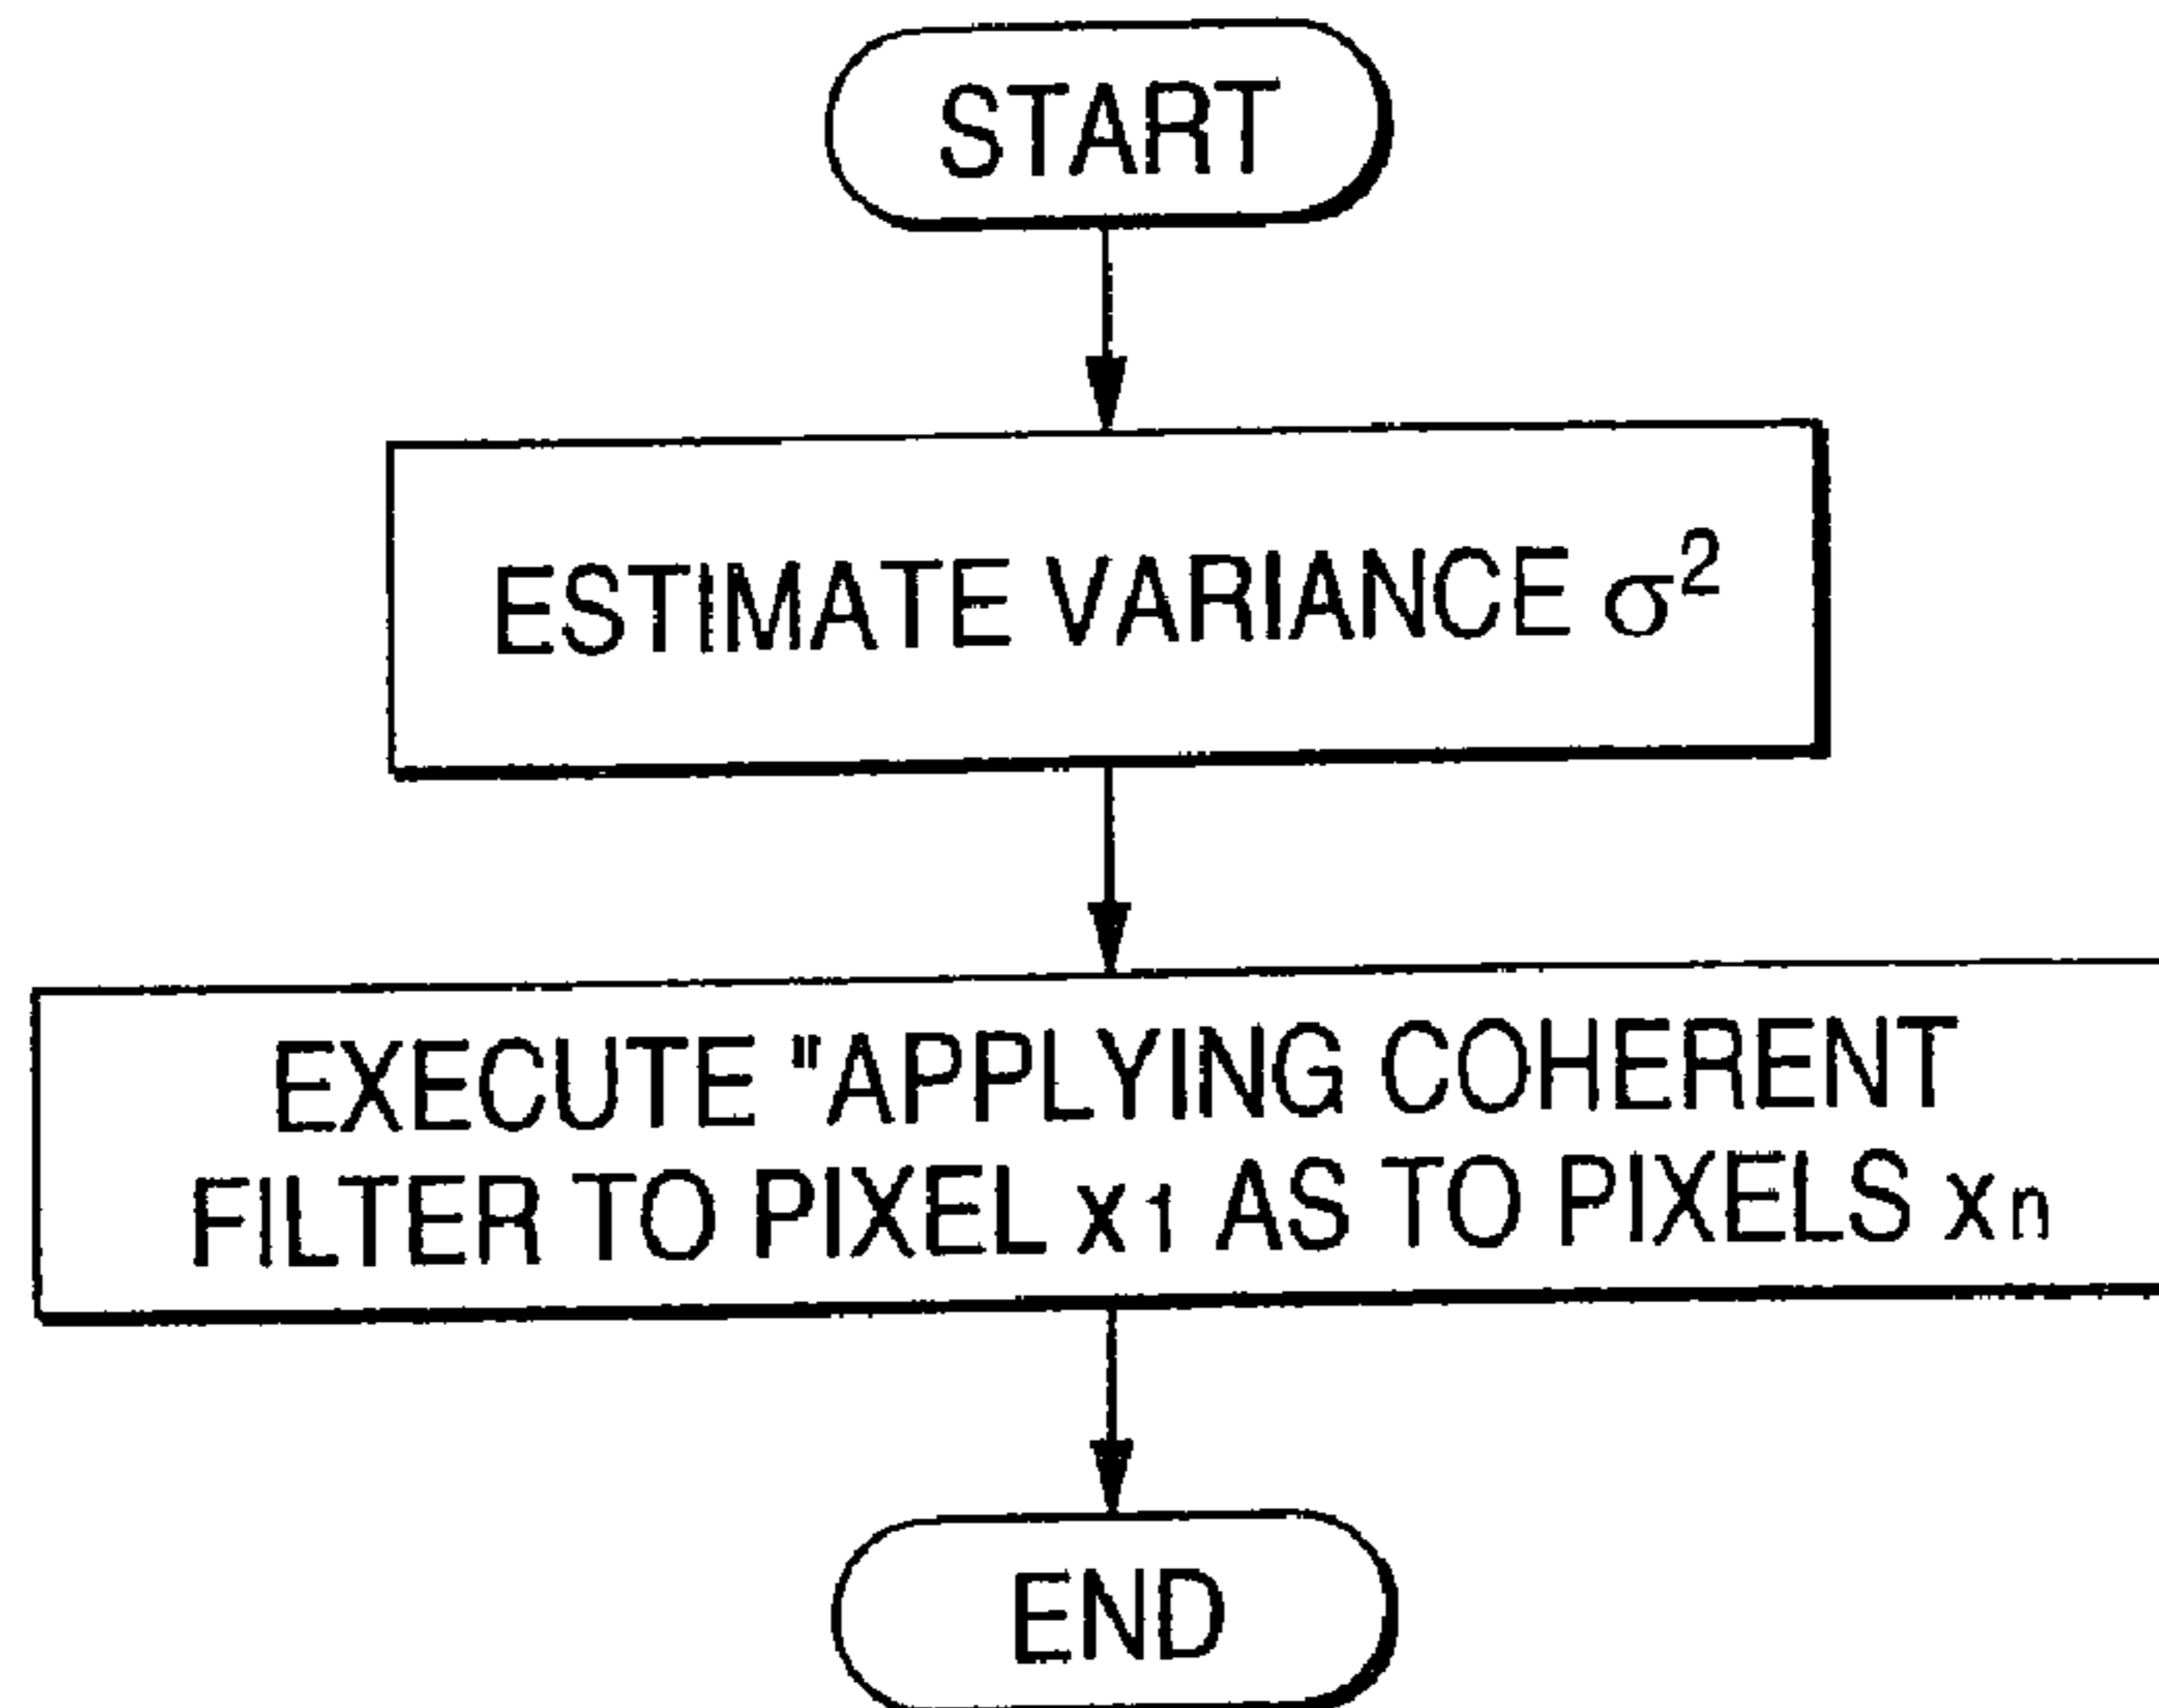 START
ESTIMATE VARIANCE σ²
EXECUTE "APPLYING COHERENT
FILTER TO PIXEL x1 AS TO PIXELS xn
END